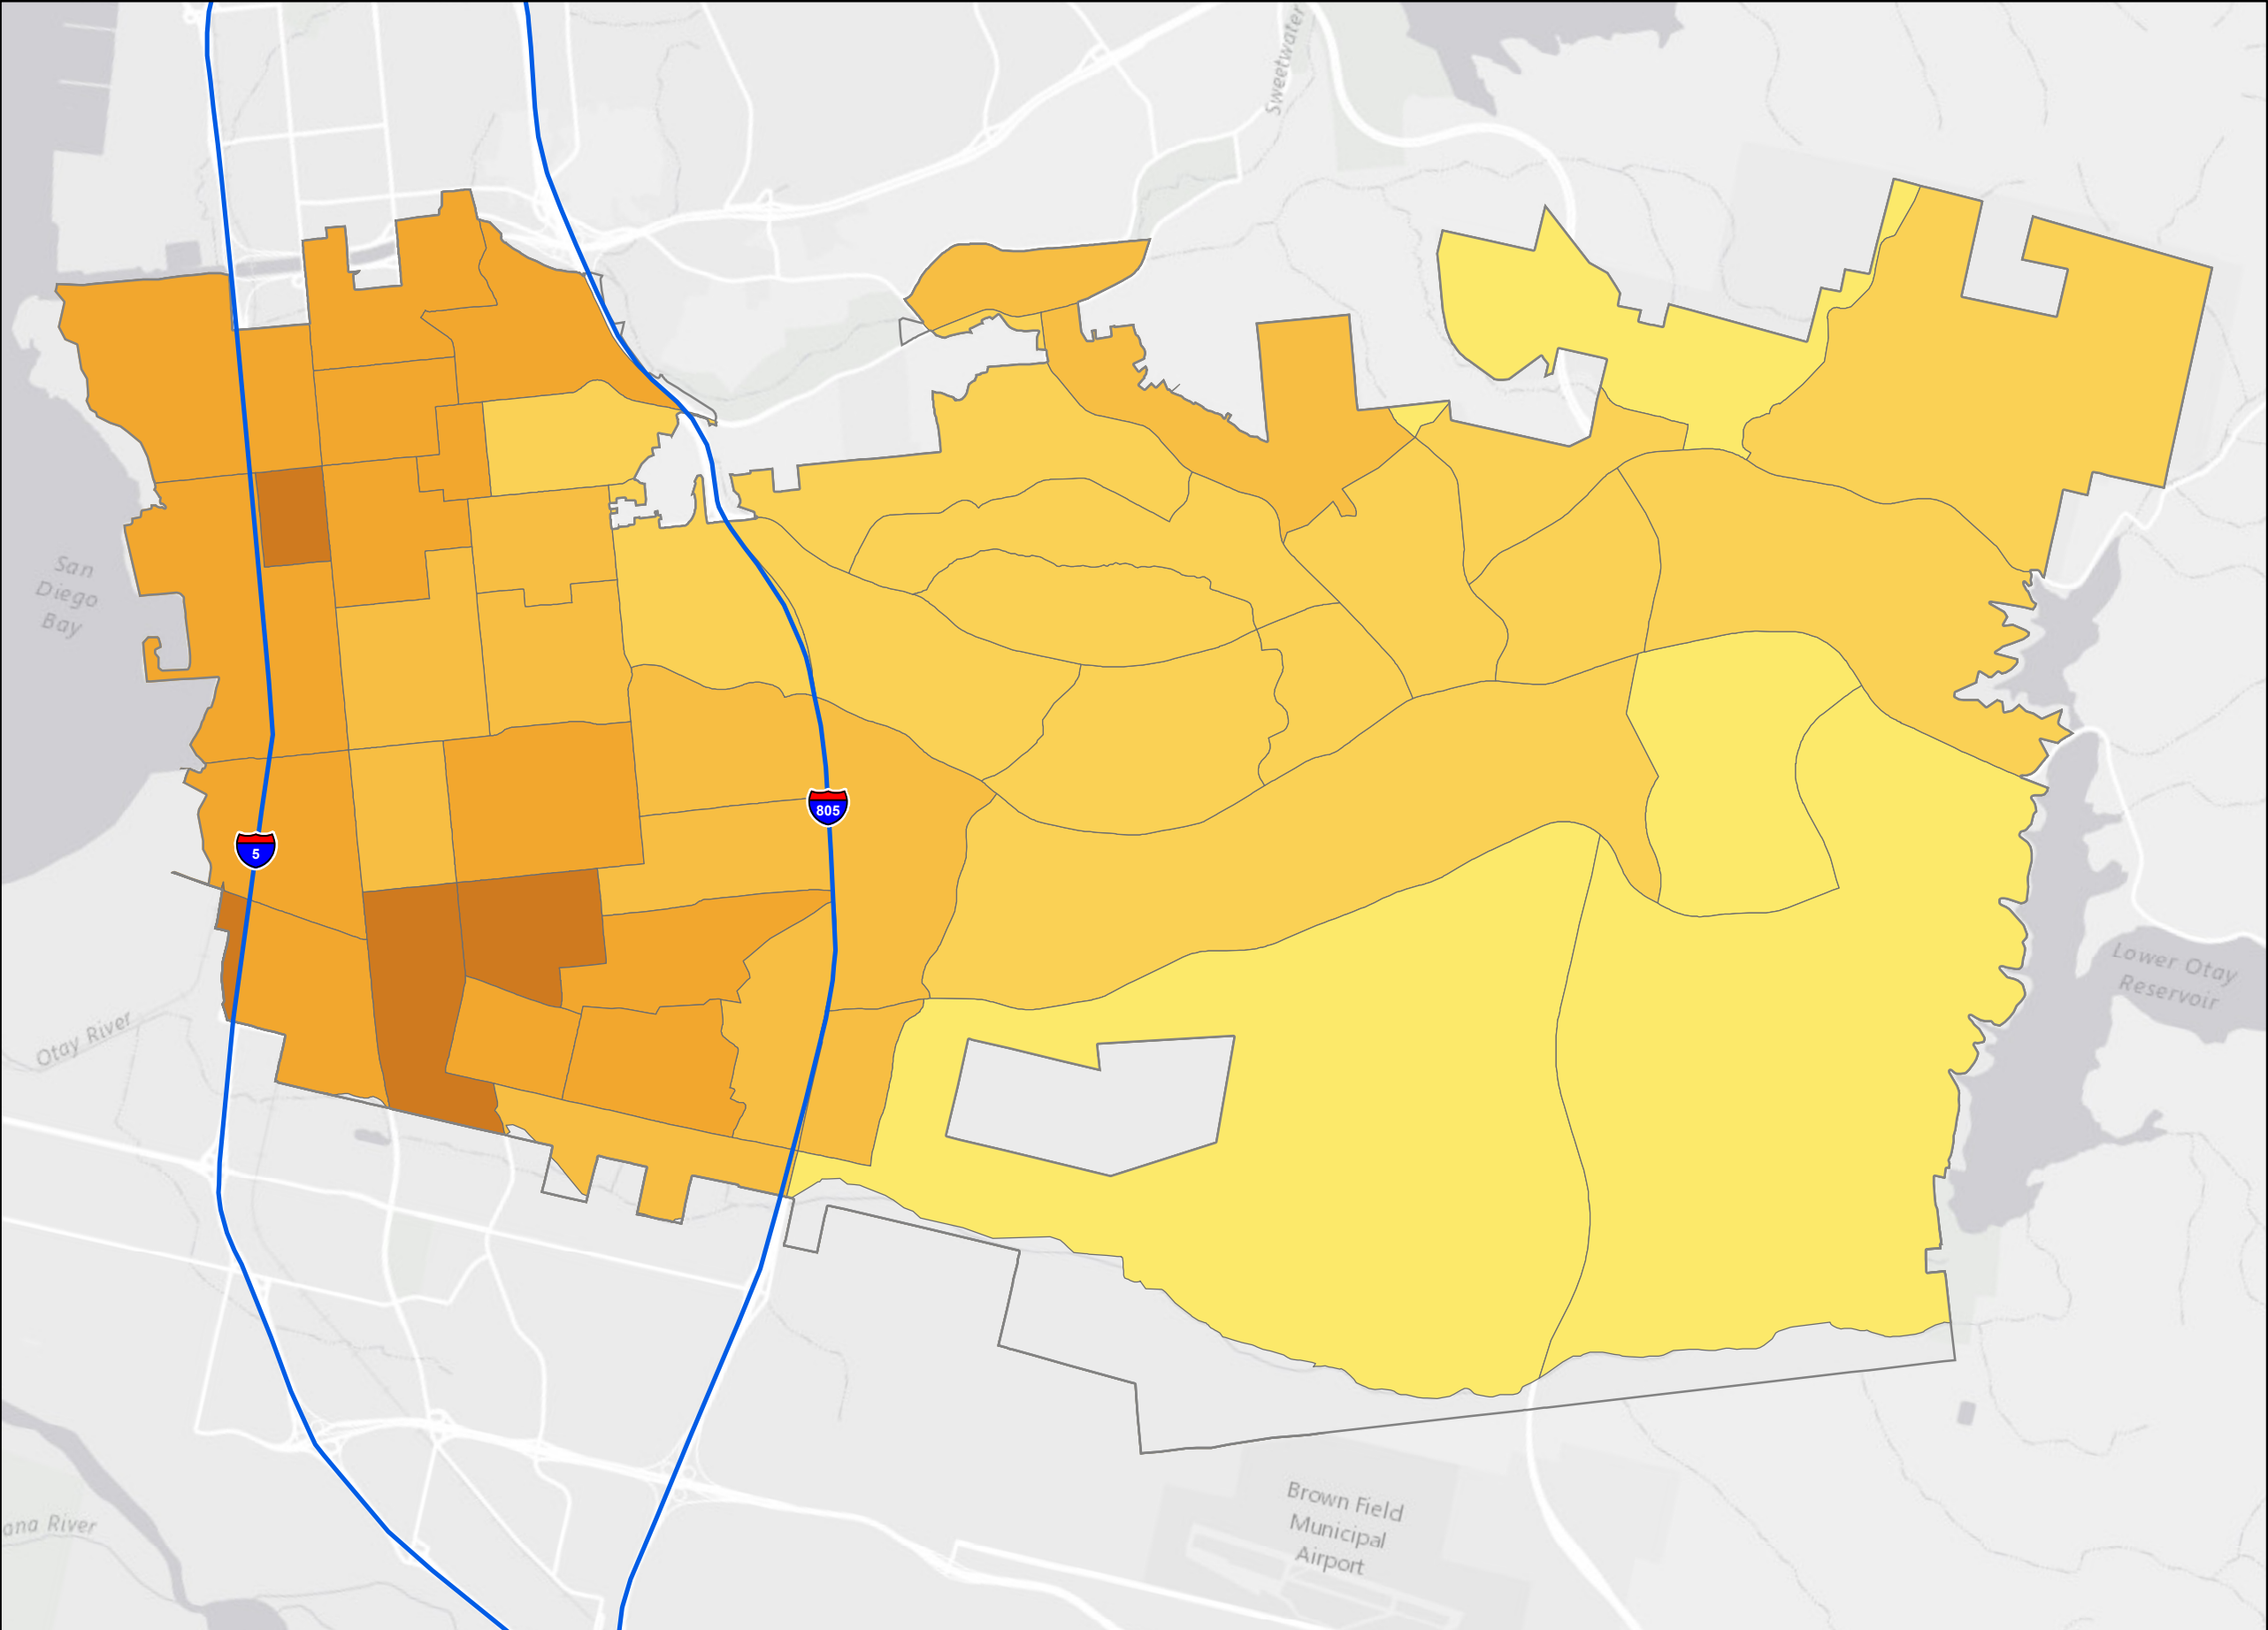 Sweetwater
San
Diego
Bay
805
5
Lower Otay
Reservoir
Otay River
Brown Field
Municipal
Airport
ana River